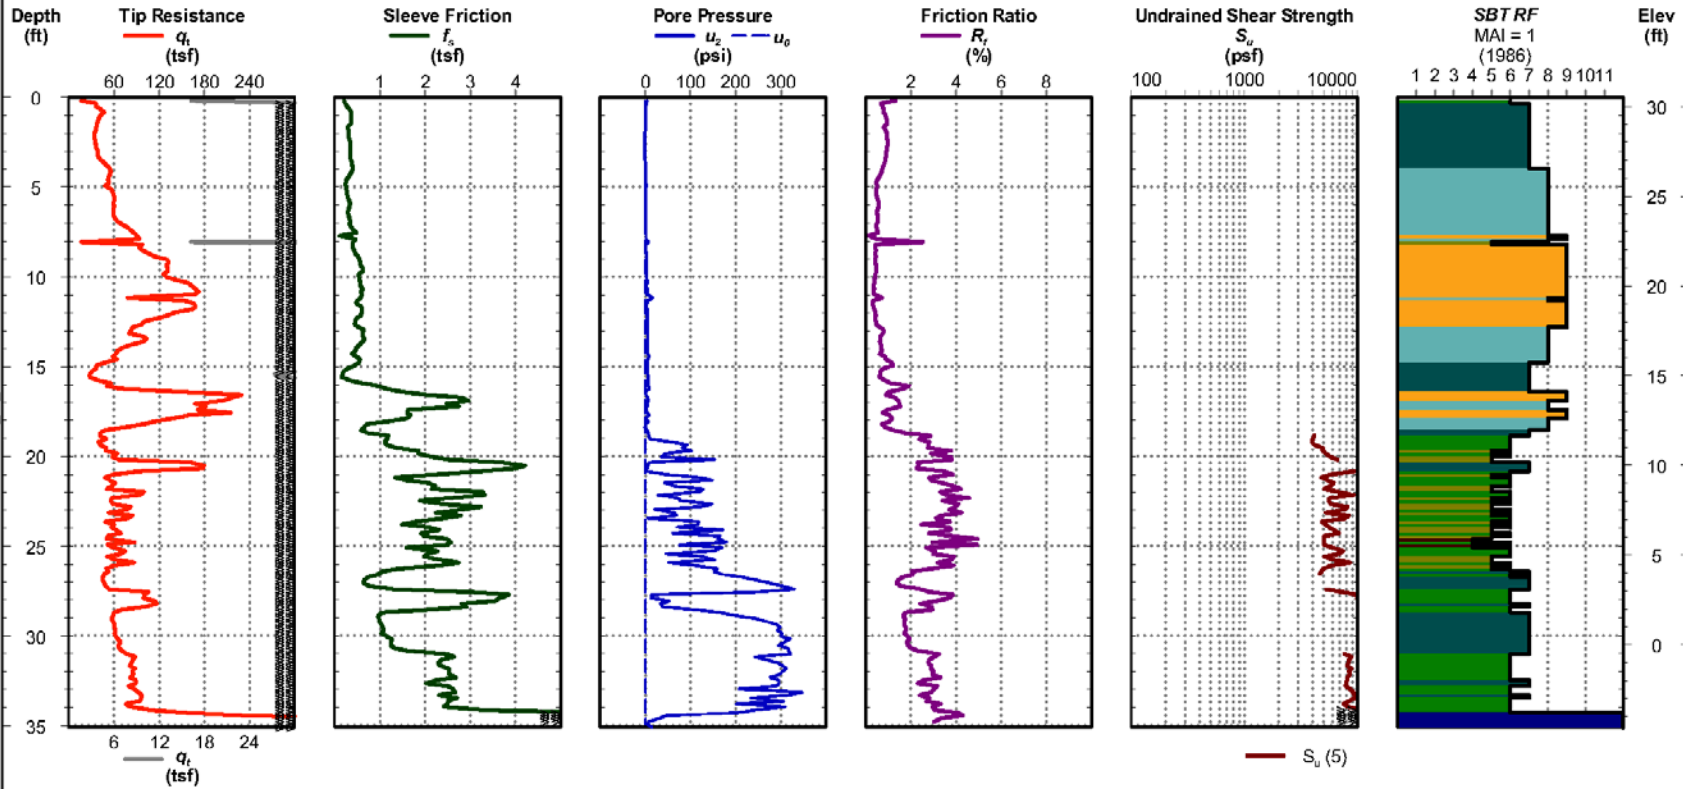 Depth
(ft)
Tip Resistance
qt
(tsf)
60 120 180 240
Sleeve Friction
fs
(tsf)
1 2 3 4
Pore Pressure
u2 u0
(psi)
0 100 200 300
Friction Ratio
Rf
(%)
2 4 6 8
Undrained Shear Strength
Su
(psf)
100 1000 10000
SBT RF
MAI = 1
(1986)
1 2 3 4 5 6 7 8 9 1011
Elev
(ft)
0
5
10
15
20
25
30
35
30
25
20
15
10
5
0
6 12 18 24
qt
(tsf)
Su (5)